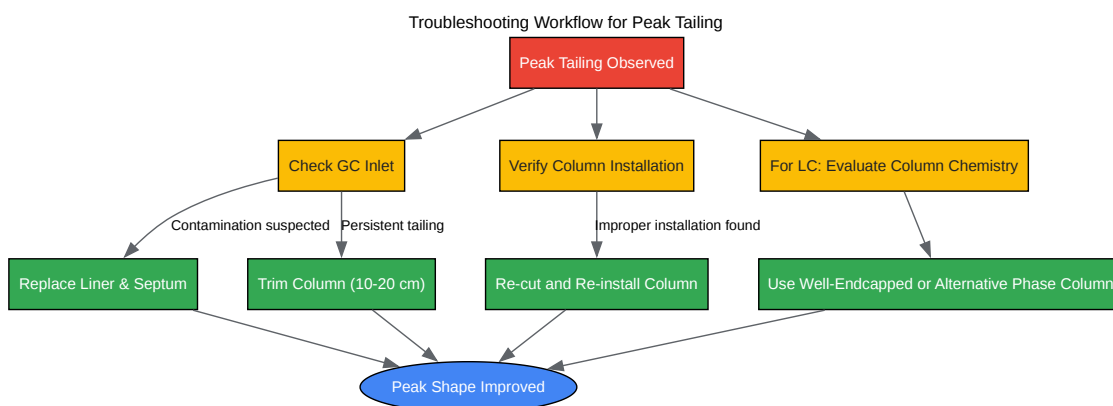 Troubleshooting Workflow for Peak Tailing
Peak Tailing Observed
Check GC Inlet
Verify Column Installation
For LC: Evaluate Column Chemistry
Contamination suspected
Persistent tailing
Improper installation found
Replace Liner & Septum
Trim Column (10-20 cm)
Re-cut and Re-install Column
Use Well-Endcapped or Alternative Phase Column
Peak Shape Improved